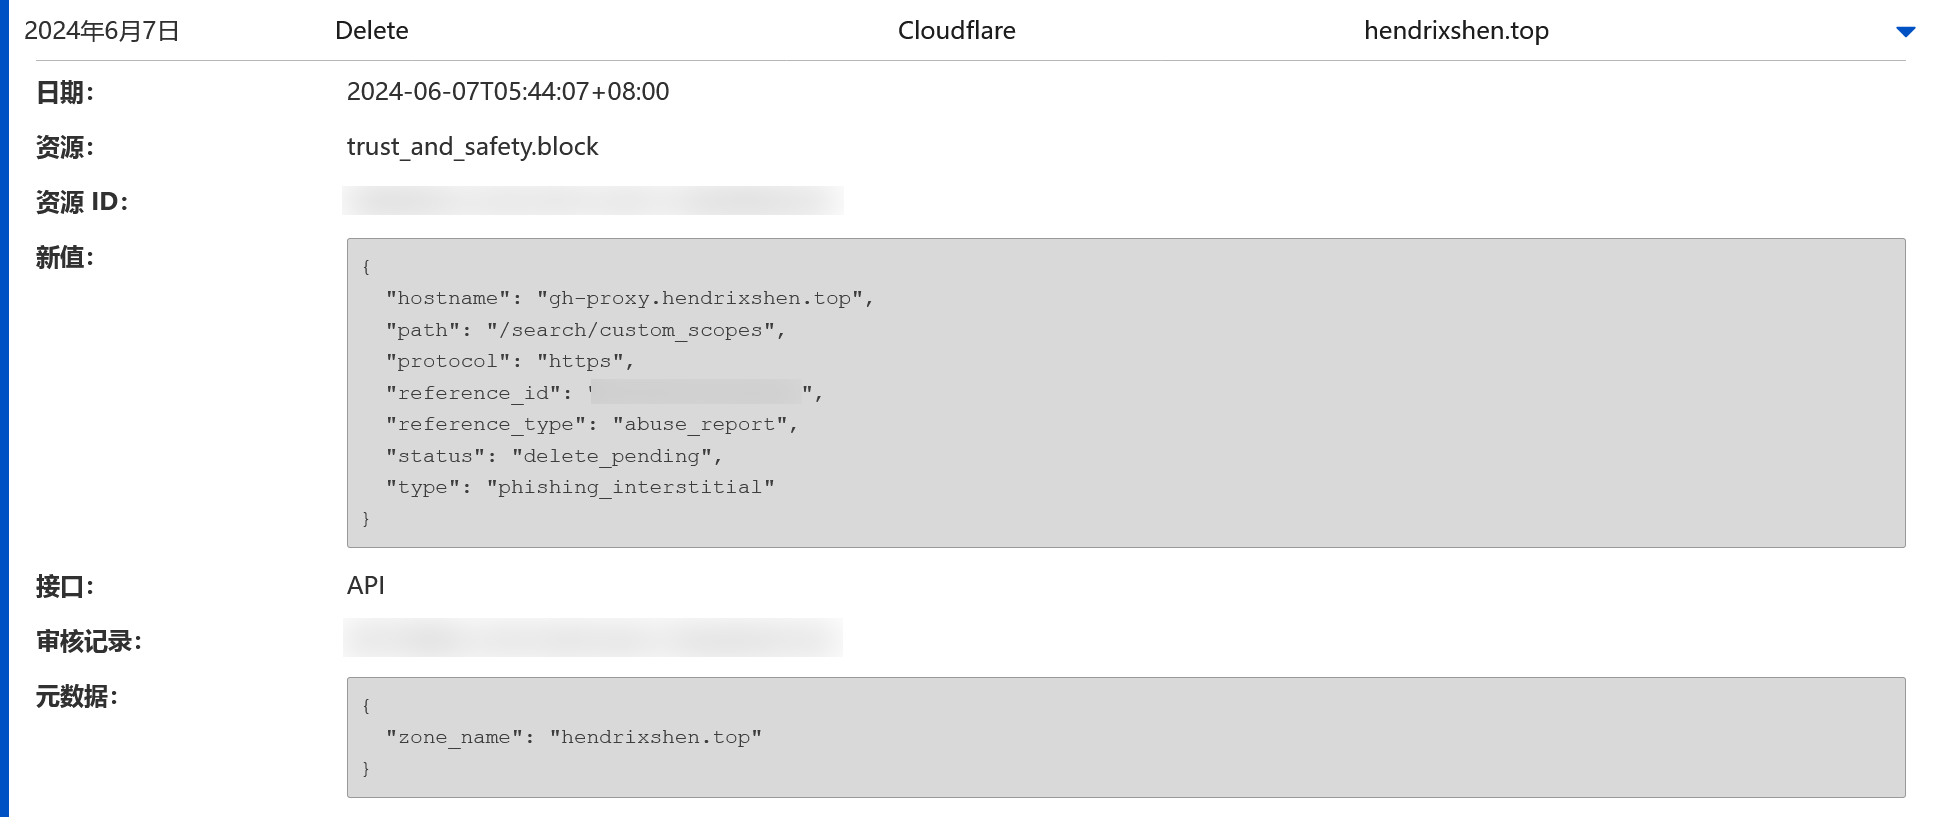 2024年6月7日 Delete Cloudflare hendrixshen.top
日期： 2024-06-07T05:44:07+08:00
资源： trust_and_safety.block
资源 ID：
新值：
{
"hostname": "gh-proxy.hendrixshen.top",
"path": "/search/custom_scopes",
"protocol": "https",
"reference_id": "",
"reference_type": "abuse_report",
"status": "delete_pending",
"type": "phishing_interstitial"
}
接口： API
审核记录：
元数据：
{
"zone_name": "hendrixshen.top"
}